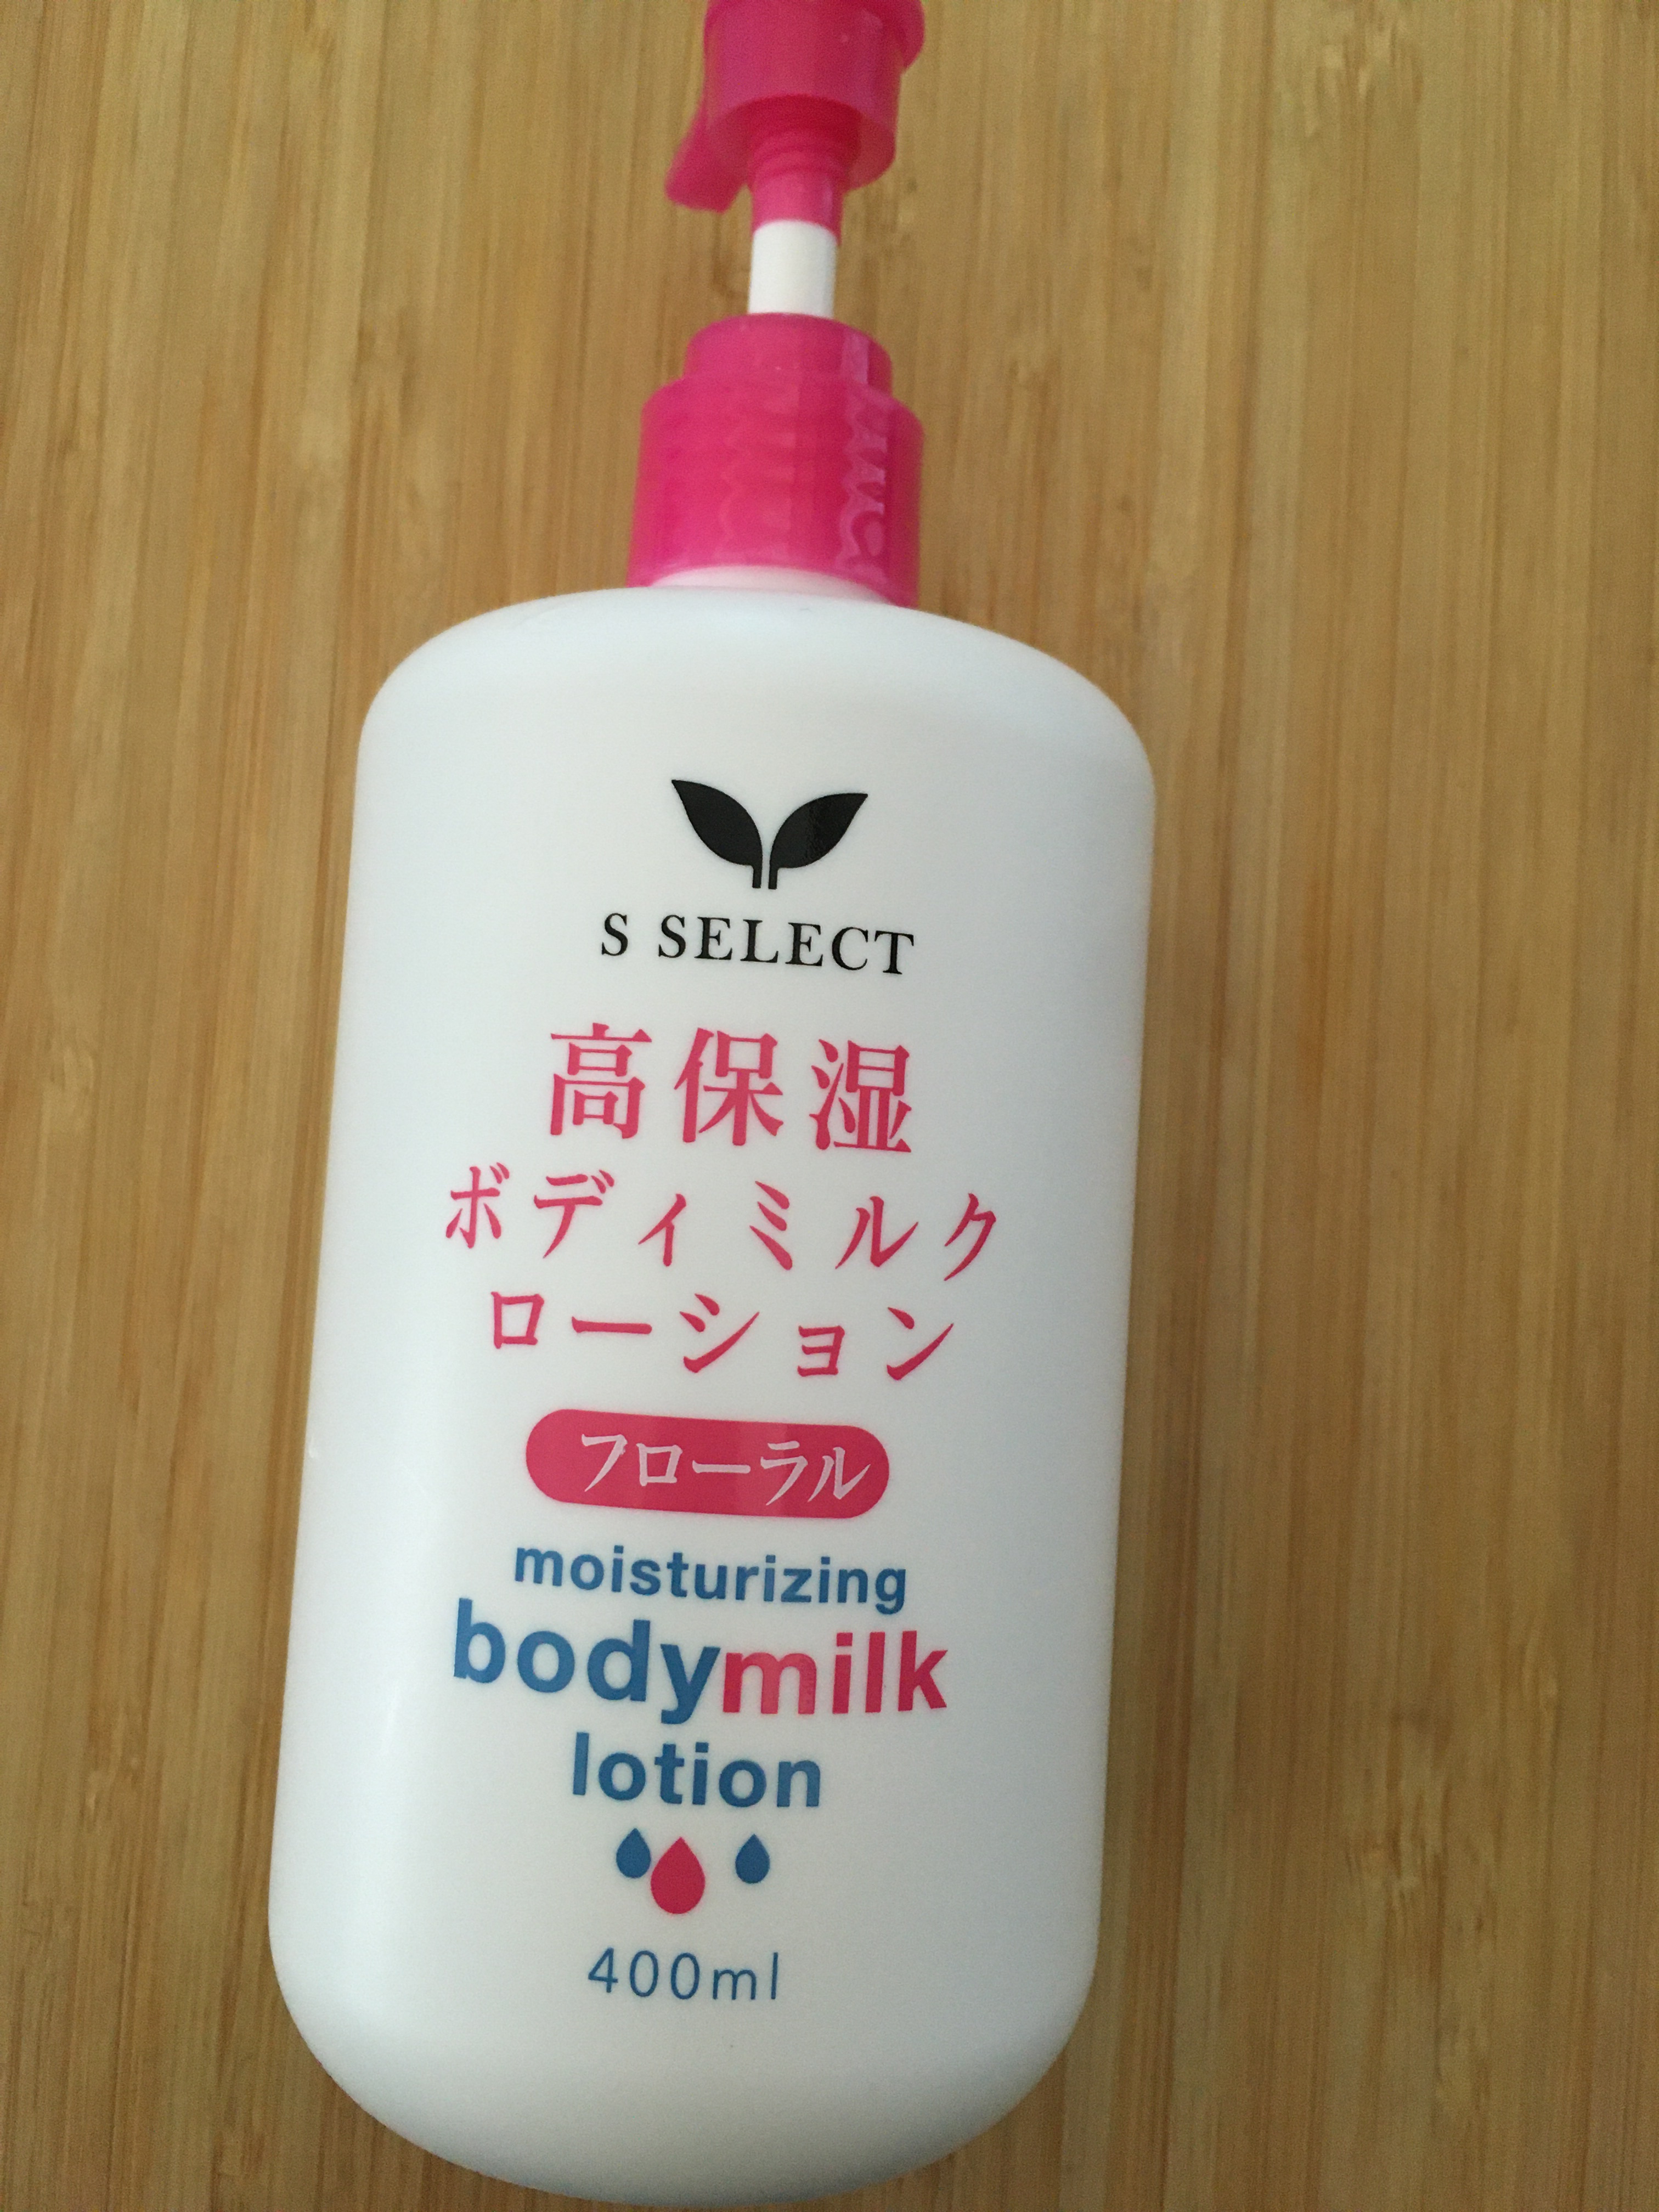 S SELECT
高保湿
ボディミルク
ローション
フローラル
moisturizing
bodymilk
lotion
400ml